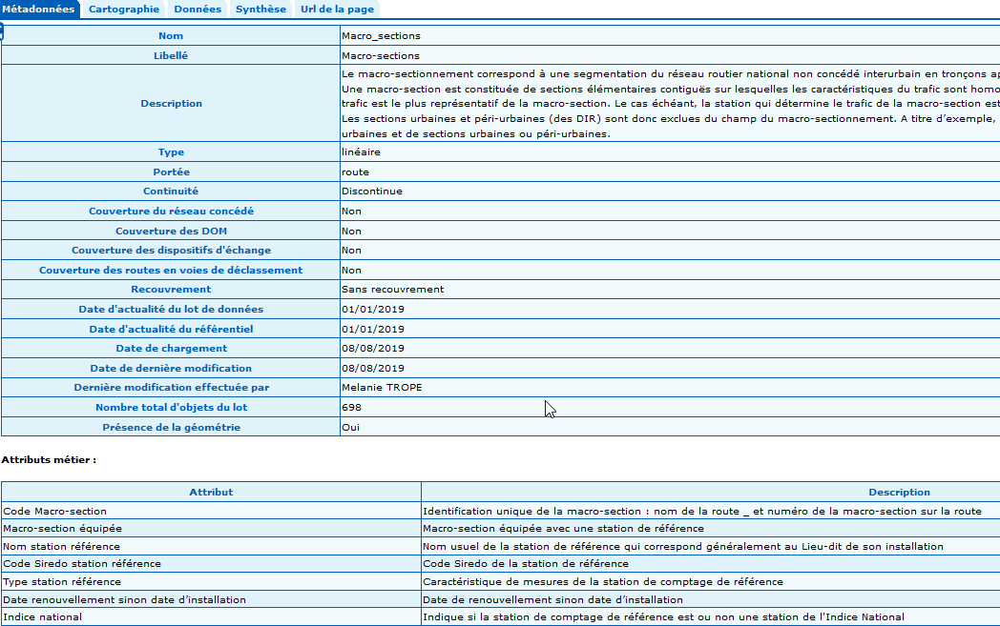 Métadonnées Cartographie Données Synthèse Url de la page
Nom Macro_sections
Libellé Macro-sections
Description
Le macro-sectionnement correspond à une segmentation du réseau routier national non concédé interurbain en tronçons
Une macro-section est constituée de sections élémentaires contiguës sur lesquelles les caractéristiques du trafic sont
trafic est le plus représentatif de la macro-section. Le cas échéant, la station qui détermine le trafic de la macro-section est
Les sections urbaines et péri-urbaines (des DIR) sont donc exclues du champ du macro-sectionnement. A titre d’exemple,
urbaines et de sections urbaines ou péri-urbaines.
Type linéaire
Portée route
Continuité Discontinue
Couverture du réseau concédé Non
Couverture des DOM Non
Couverture des dispositifs d'échange Non
Couverture des routes en voies de déclassement Non
Recouvrement Sans recouvrement
Date d'actualité du lot de données 01/01/2019
Date d'actualité du référentiel 01/01/2019
Date de chargement 08/08/2019
Date de dernière modification 08/08/2019
Dernière modification effectuée par Melanie TROPE
Nombre total d'objets du lot 698
Présence de la géométrie Oui
Attributs métier :
Attribut Description
Code Macro-section Identification unique de la macro-section : nom de la route _ et numéro de la macro-section sur la route
Macro-section équipée Macro-section équipée avec une station de référence
Nom station référence Nom usuel de la station de référence qui correspond généralement au Lieu-dit de son installation
Code Siredo station référence Code Siredo de la station de référence
Type station référence Caractéristique de mesures de la station de comptage de référence
Date renouvellement sinon date d’installation Date de renouvellement sinon date d’installation
Indice national Indique si la station de comptage de référence est ou non une station de l'Indice National